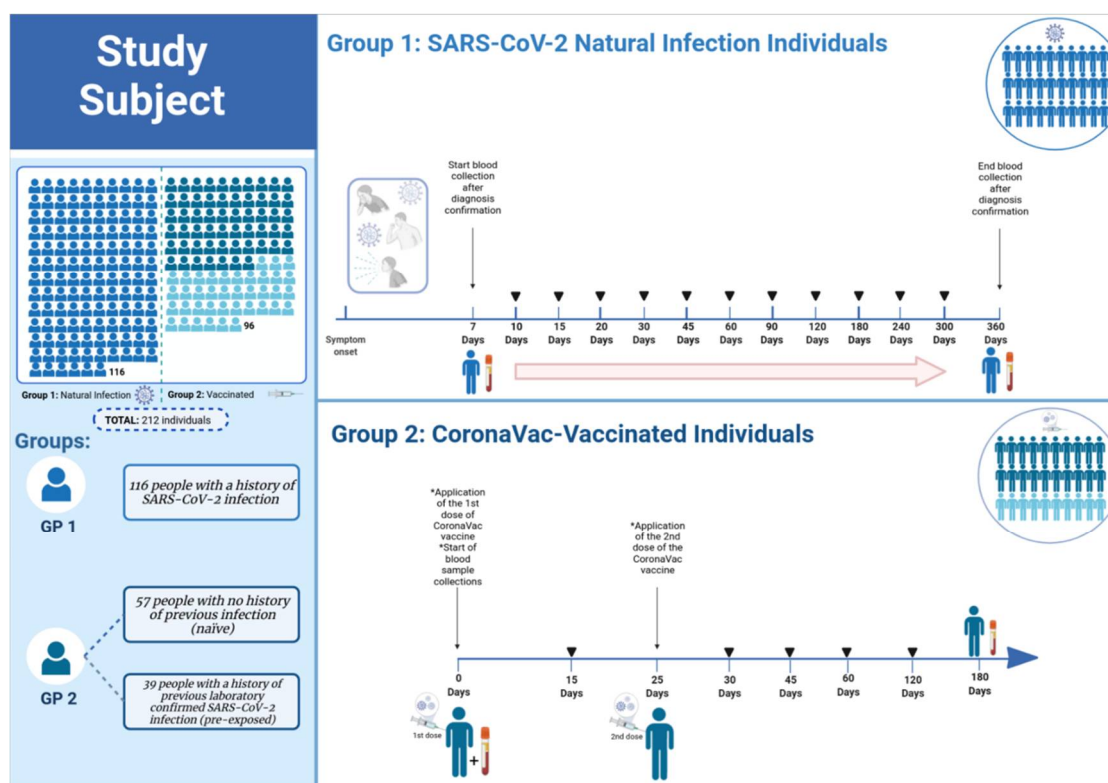 Study
Subject
116
96
Group 1: Natural Infection
Group 2: Vaccinated
TOTAL: 212 individuals
Groups:
GP 1
116 people with a history of
SARS-CoV-2 infection
GP 2
57 people with no history
of previous infection
(naïve)
39 people with a history of
previous laboratory
confirmed SARS-CoV-2
infection (pre-exposed)
Group 1: SARS-CoV-2 Natural Infection Individuals
Start blood
collection
after
diagnosis
confirmation
End blood
collection
after
diagnosis
confirmation
Symptom
onset
7
Days
10
Days
15
Days
20
Days
30
Days
45
Days
60
Days
90
Days
120
Days
180
Days
240
Days
300
Days
360
Days
Group 2: CoronaVac-Vaccinated Individuals
*Application
of the 1st
dose of
CoronaVac
vaccine
*Start of
blood
sample
collections
*Application
of the 2nd
dose of the
CoronaVac
vaccine
0
Days
15
Days
25
Days
30
Days
45
Days
60
Days
120
Days
180
Days
1st dose
+
2nd dose